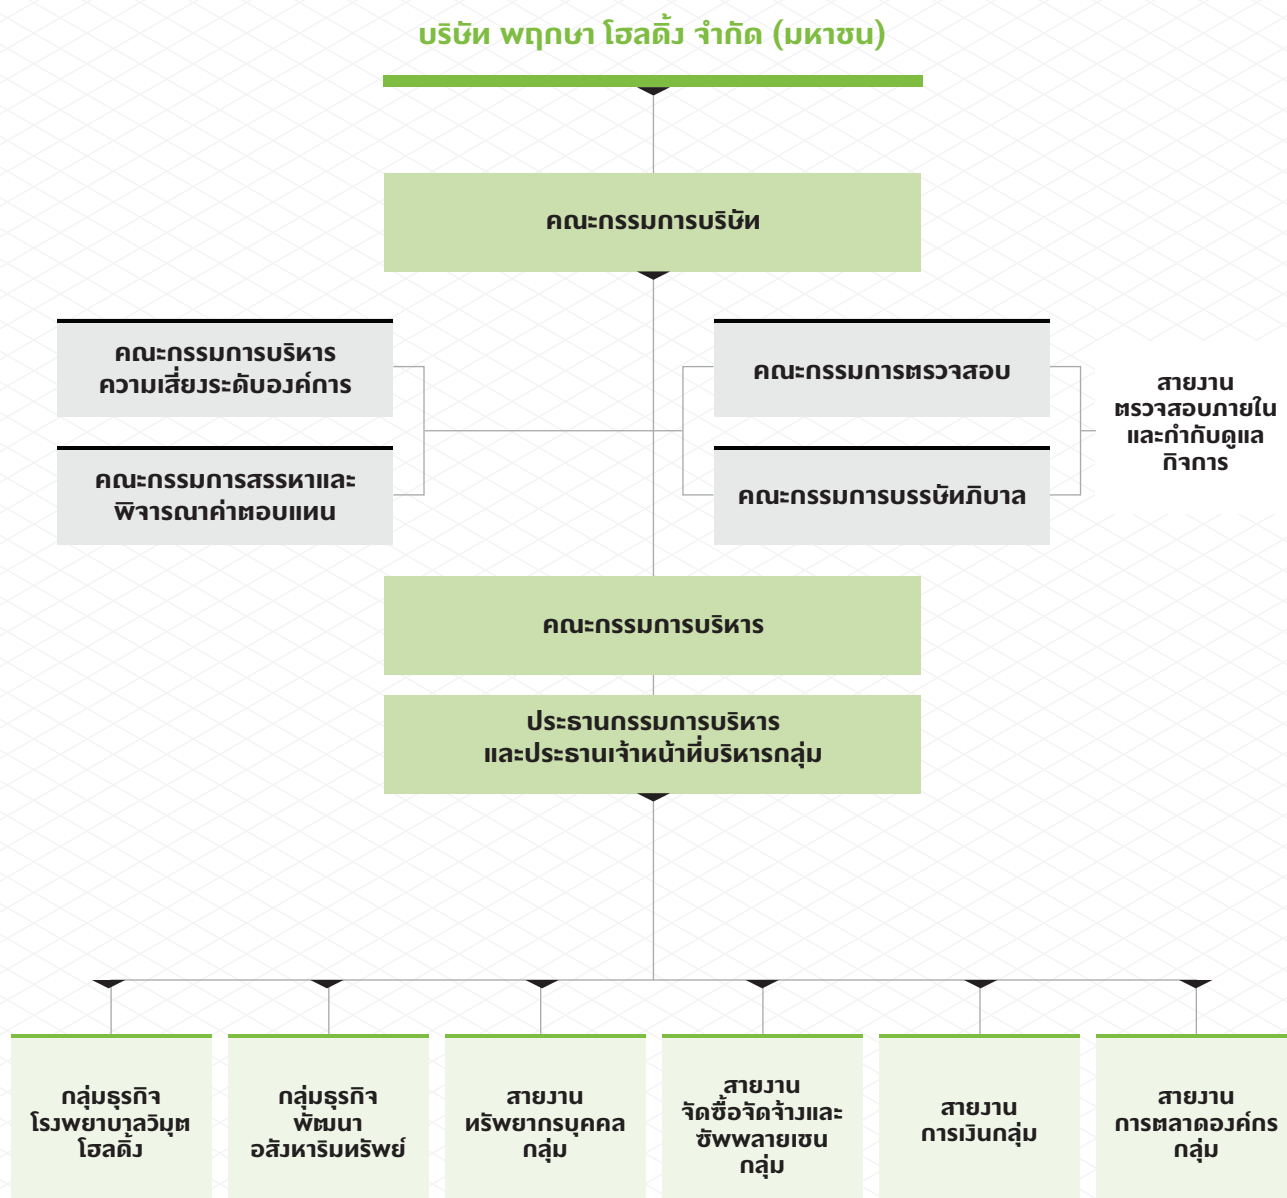 บริษัท พฤกษา โฮลดิ้ง จำกัด (มหาชน)
คณะกรรมการบริษัท
คณะกรรมการบริหาร
ความเสี่ยงระดับองค์การ
คณะกรรมการตรวจสอบ
สายงาน
ตรวจสอบภายใน
และกำกับดูแล
กิจการ
คณะกรรมการสรรหาและ
พิจารณาค่าตอบแทน
คณะกรรมการบรรษัทภิบาล
คณะกรรมการบริหาร
ประธานกรรมการบริหาร
และประธานเจ้าหน้าที่บริหารกลุ่ม
กลุ่มธุรกิจ
โรงพยาบาลวิมุต
โฮลดิ้ง
กลุ่มธุรกิจ
พัฒนา
อสังหาริมทรัพย์
สายงาน
ทรัพยากรบุคคล
กลุ่ม
สายงาน
จัดซื้อจัดจ้างและ
ซัพพลายเชน
กลุ่ม
สายงาน
การเงินกลุ่ม
สายงาน
การตลาดองค์กร
กลุ่ม